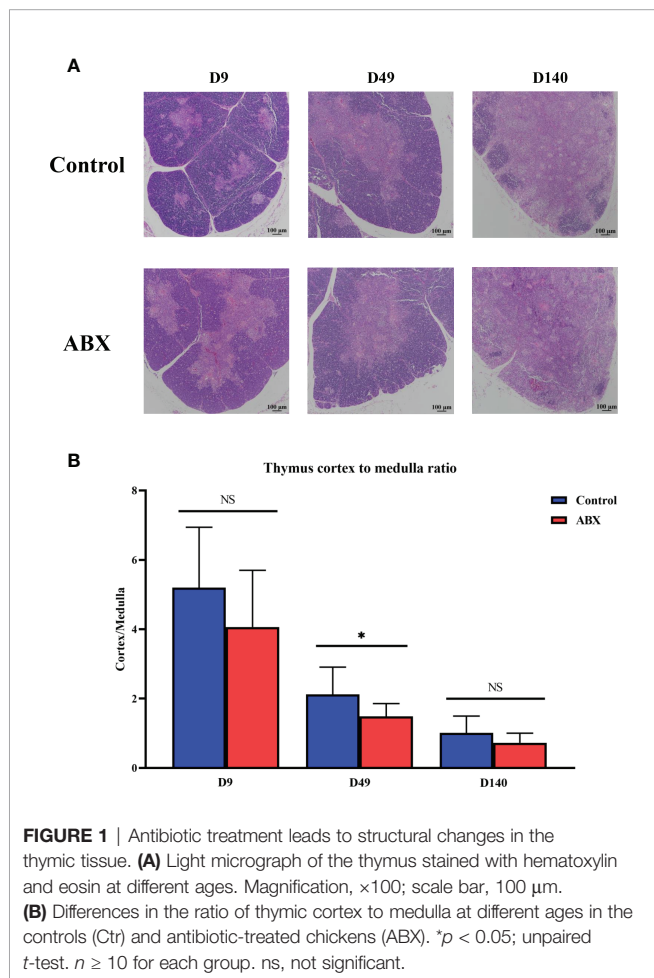 A
D9 D49 D140
Control
100 μm 100 μm 100 μm
ABX
100 μm 100 μm 100 μm
B
Thymus cortex to medulla ratio
8
6
4
2
0
Cortex/Medulla
NS
*
NS
Control
ABX
D9 D49 D140
FIGURE 1 | Antibiotic treatment leads to structural changes in the
thymic tissue. (A) Light micrograph of the thymus stained with hematoxylin
and eosin at different ages. Magnification, ×100; scale bar, 100 μm.
(B) Differences in the ratio of thymic cortex to medulla at different ages in the
controls (Ctr) and antibiotic-treated chickens (ABX). *p < 0.05; unpaired
t-test. n ≥ 10 for each group. ns, not significant.